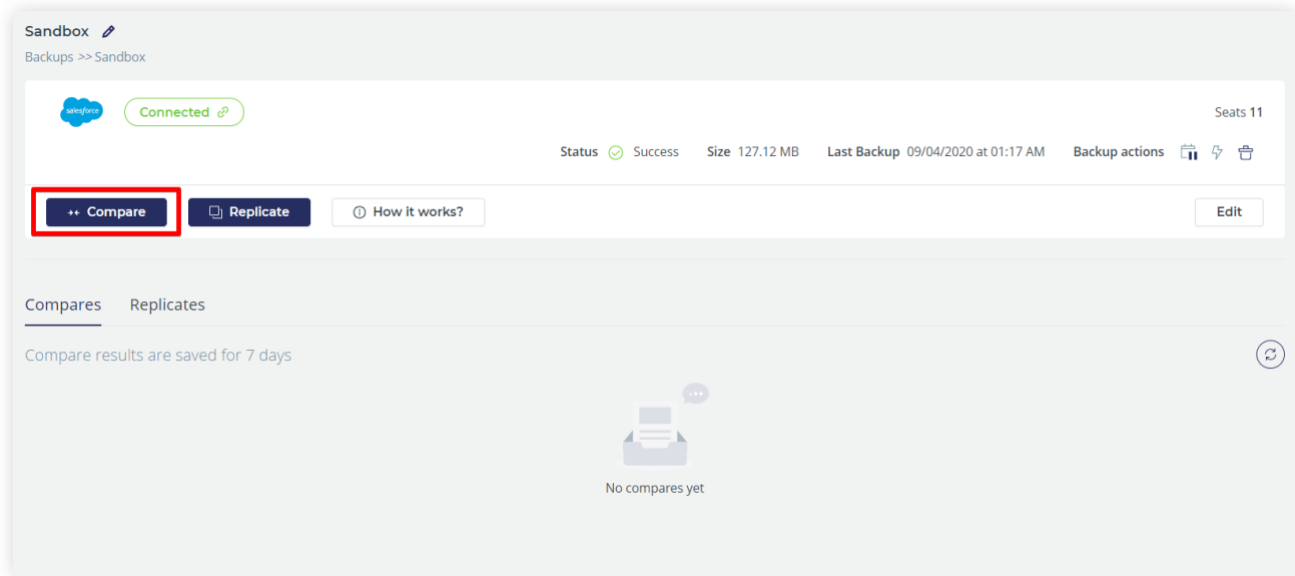 Sandbox
Backups >> Sandbox
salesforce Connected Seats 11
Status Success Size 127.12 MB Last Backup 09/04/2020 at 01:17 AM Backup actions
Compare Replicate How it works? Edit
Compares Replicates
Compare results are saved for 7 days
No compares yet